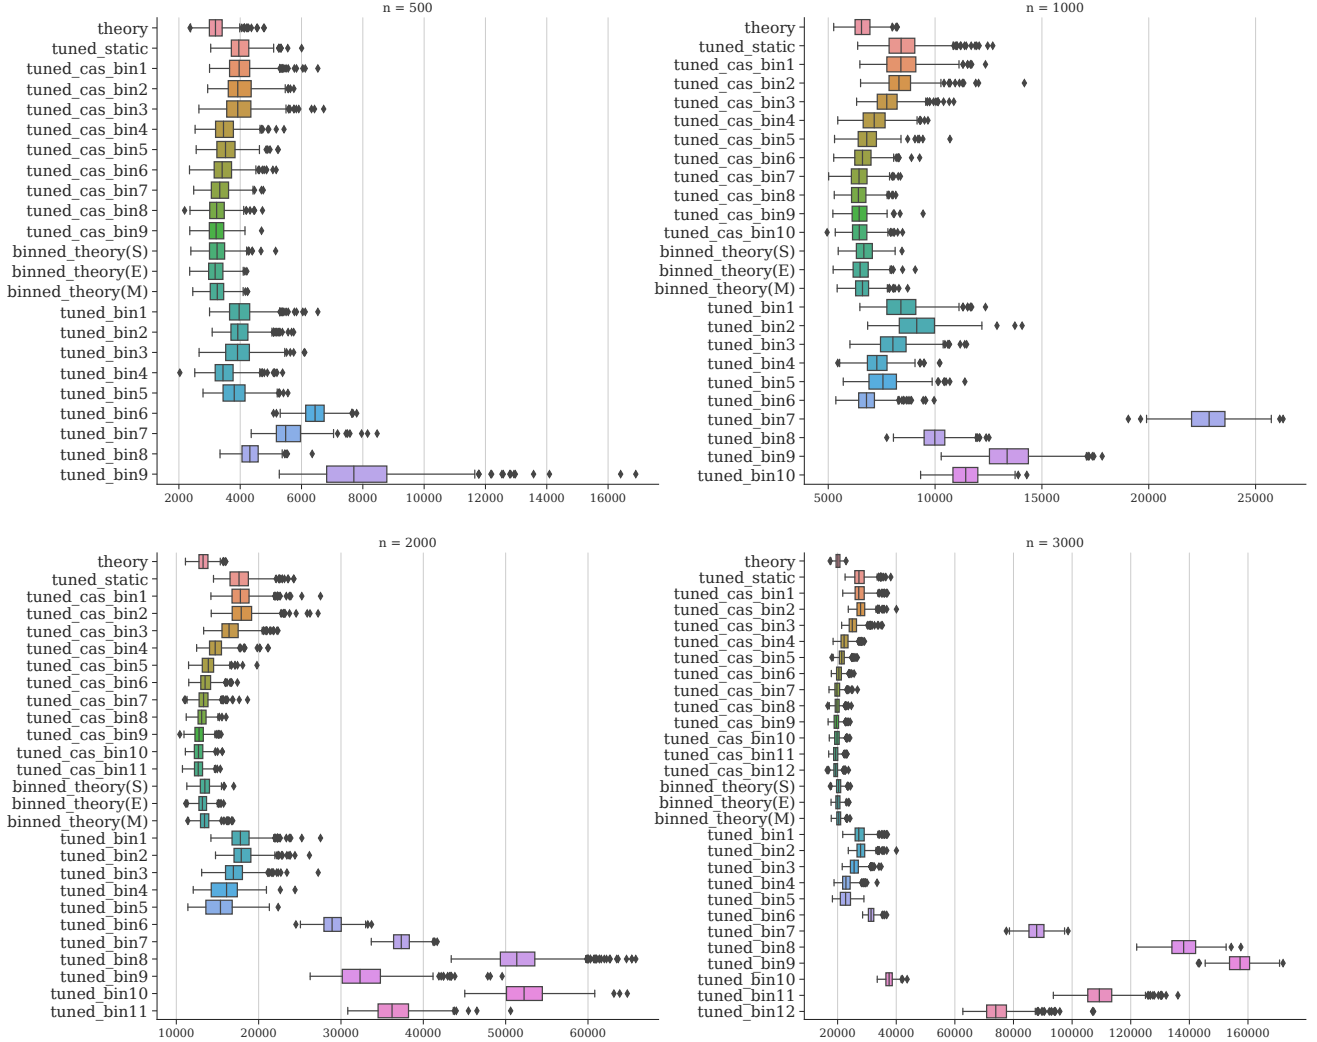 n = 500
theory
tuned_static
tuned_cas_bin1
tuned_cas_bin2
tuned_cas_bin3
tuned_cas_bin4
tuned_cas_bin5
tuned_cas_bin6
tuned_cas_bin7
tuned_cas_bin8
tuned_cas_bin9
binned_theory(S)
binned_theory(E)
binned_theory(M)
tuned_bin1
tuned_bin2
tuned_bin3
tuned_bin4
tuned_bin5
tuned_bin6
tuned_bin7
tuned_bin8
tuned_bin9
2000 4000 6000 8000 10000 12000 14000 16000
n = 1000
theory
tuned_static
tuned_cas_bin1
tuned_cas_bin2
tuned_cas_bin3
tuned_cas_bin4
tuned_cas_bin5
tuned_cas_bin6
tuned_cas_bin7
tuned_cas_bin8
tuned_cas_bin9
tuned_cas_bin10
binned_theory(S)
binned_theory(E)
binned_theory(M)
tuned_bin1
tuned_bin2
tuned_bin3
tuned_bin4
tuned_bin5
tuned_bin6
tuned_bin7
tuned_bin8
tuned_bin9
tuned_bin10
5000 10000 15000 20000 25000
n = 2000
theory
tuned_static
tuned_cas_bin1
tuned_cas_bin2
tuned_cas_bin3
tuned_cas_bin4
tuned_cas_bin5
tuned_cas_bin6
tuned_cas_bin7
tuned_cas_bin8
tuned_cas_bin9
tuned_cas_bin10
tuned_cas_bin11
binned_theory(S)
binned_theory(E)
binned_theory(M)
tuned_bin1
tuned_bin2
tuned_bin3
tuned_bin4
tuned_bin5
tuned_bin6
tuned_bin7
tuned_bin8
tuned_bin9
tuned_bin10
tuned_bin11
10000 20000 30000 40000 50000 60000
n = 3000
theory
tuned_static
tuned_cas_bin1
tuned_cas_bin2
tuned_cas_bin3
tuned_cas_bin4
tuned_cas_bin5
tuned_cas_bin6
tuned_cas_bin7
tuned_cas_bin8
tuned_cas_bin9
tuned_cas_bin10
tuned_cas_bin11
tuned_cas_bin12
binned_theory(S)
binned_theory(E)
binned_theory(M)
tuned_bin1
tuned_bin2
tuned_bin3
tuned_bin4
tuned_bin5
tuned_bin6
tuned_bin7
tuned_bin8
tuned_bin9
tuned_bin10
tuned_bin11
tuned_bin12
20000 40000 60000 80000 100000 120000 140000 160000